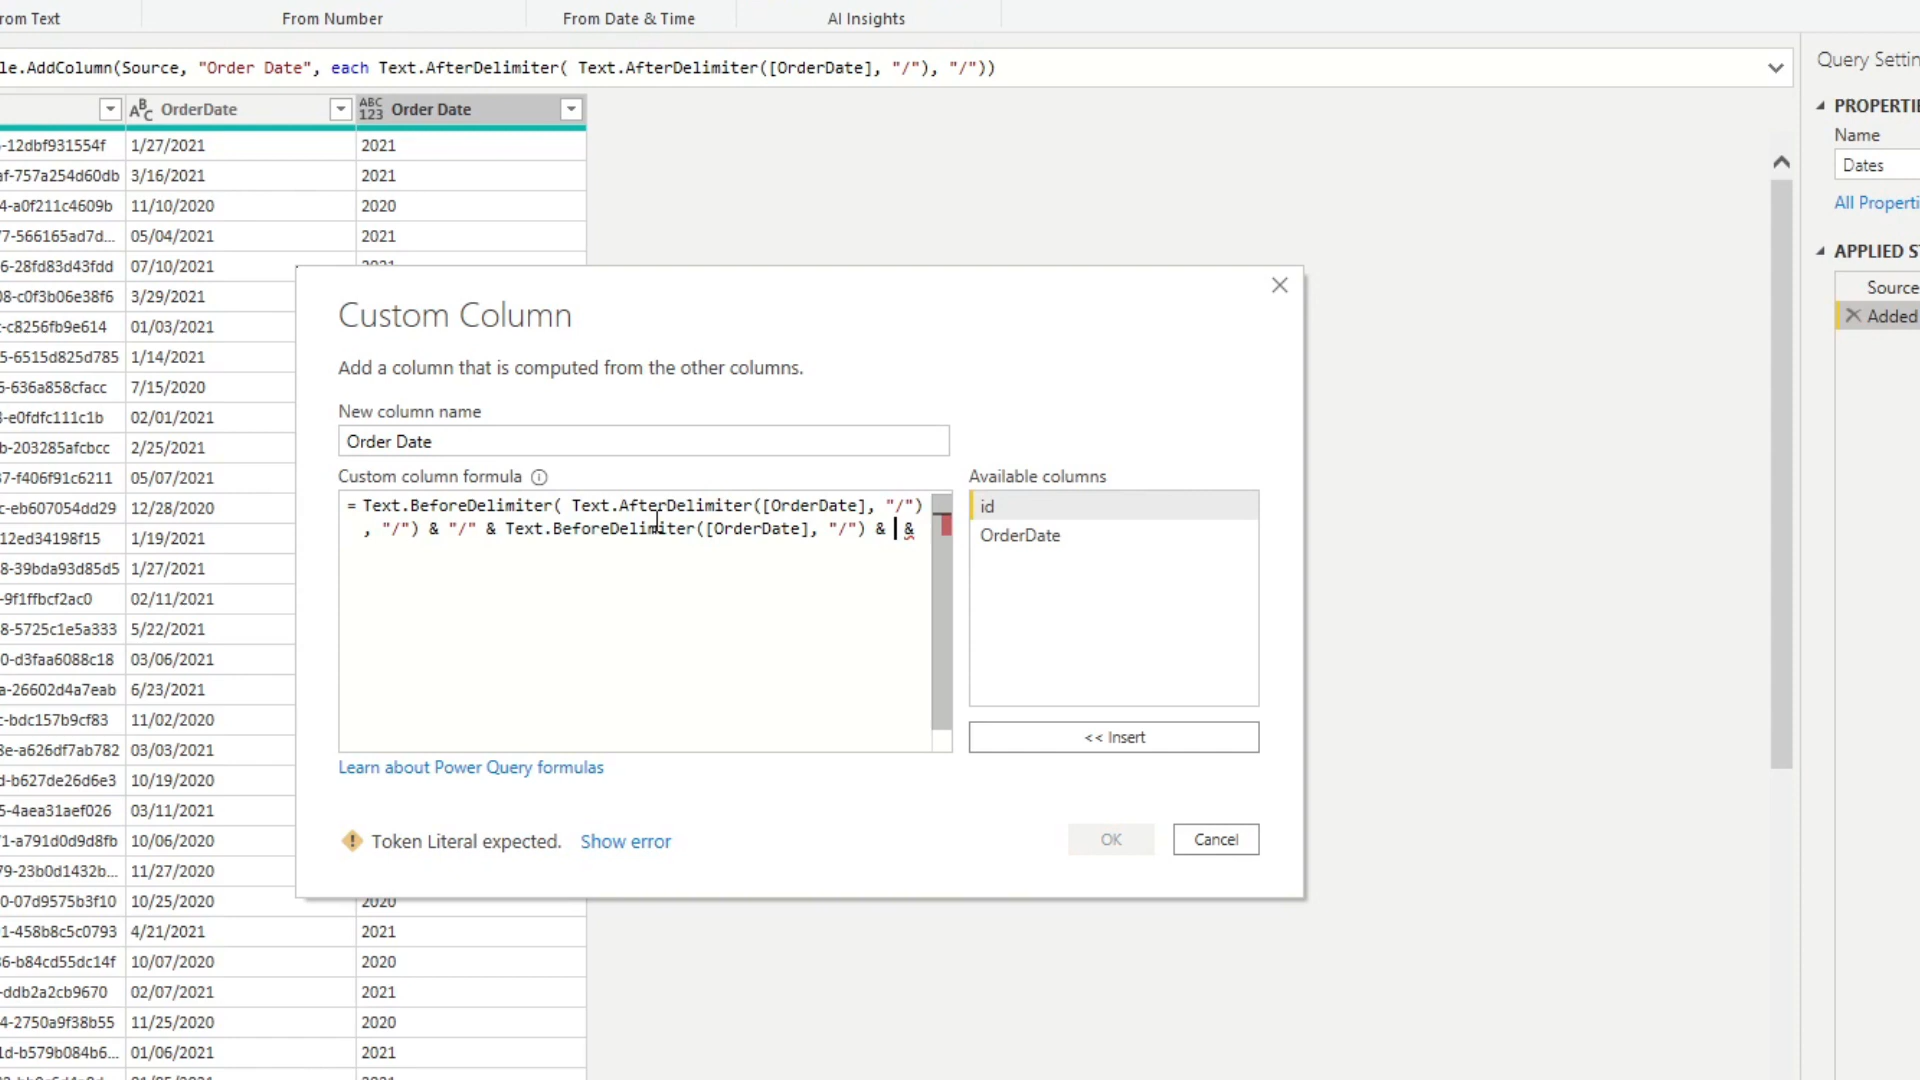 rom Text
From Number
From Date & Time
AI Insights
le.AddColumn(Source, "Order Date", each Text.AfterDelimiter( Text.AfterDelimiter([OrderDate], "/"), "/"))
Query Settin
OrderDate
Order Date
PROPERTIE
Name
Dates
All Properti
APPLIED S
Source
Added
-12dbf931554f 1/27/2021 2021
af-757a254d60db 3/16/2021 2021
4-a0f211c4609b 11/10/2020 2020
77-566165ad7d... 05/04/2021 2021
6-28fd83d43fdd 07/10/2021 2021
08-c0f3b06e38f6 3/29/2021
-c8256fb9e614 01/03/2021
5-6515d825d785 1/14/2021
-636a858cfacc 7/15/2020
-e0fdfc111c1b 02/01/2021
b-203285afcbcc 2/25/2021
37-f406f91c6211 05/07/2021
c-eb607054dd29 12/28/2020
12ed34198f15 1/19/2021
8-39bda93d85d5 1/27/2021
-9f1ffbcf2ac0 02/11/2021
8-5725c1e5a333 5/22/2021
0-d3faa6088c18 03/06/2021
a-26602d4a7eab 6/23/2021
-bdc157b9cf83 11/02/2020
8e-a626df7ab782 03/03/2021
d-b627de26d6e3 10/19/2020
5-4aea31aef026 03/11/2021
71-a791d0d9d8fb 10/06/2020
79-23b0d1432b... 11/27/2020
0-07d9575b3f10 10/25/2020 2020
1-458b8c5c0793 4/21/2021 2021
36-b84cd55dc14f 10/07/2020 2020
-ddb2a2cb9670 02/07/2021 2021
4-2750a9f38b55 11/25/2020 2020
1d-b579b084b6... 01/06/2021 2021
Custom Column
Add a column that is computed from the other columns.
New column name
Order Date
Custom column formula
Available columns
= Text.BeforeDelimiter( Text.AfterDelimiter([OrderDate], "/")
, "/") & "/" & Text.BeforeDelimiter([OrderDate], "/") & &
id
OrderDate
<< Insert
Learn about Power Query formulas
Token Literal expected. Show error
OK
Cancel